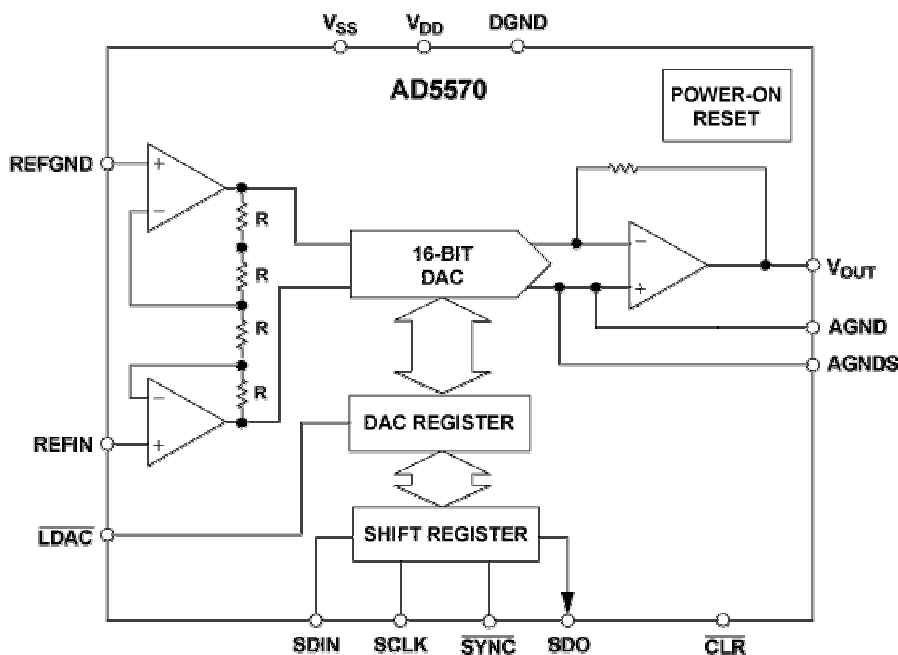 VSS VDD DGND
AD5570
POWER-ON
RESET
REFGND
+
−
R
R
R
R
16-BIT
DAC
−
+
VOUT
AGND
AGNDS
−
+
REFIN
DAC REGISTER
LDAC
SHIFT REGISTER
SDIN SCLK SYNC SDO CLR